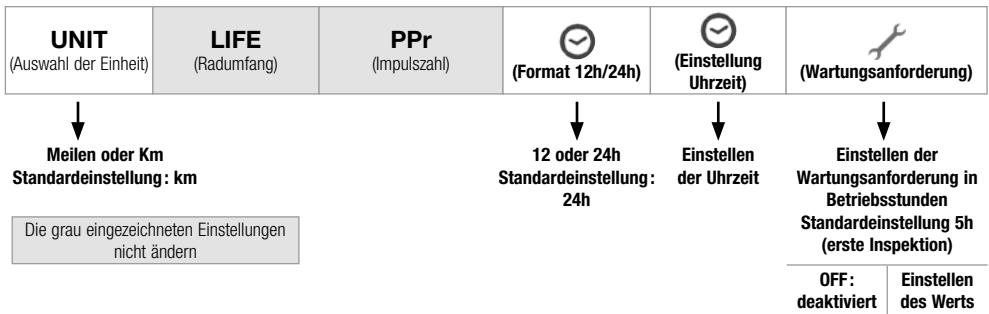 UNIT
(Auswahl der Einheit)
LIFE
(Radumfang)
PPr
(Impulszahl)
(Format 12h/24h)
(Einstellung
Uhrzeit)
(Wartungsanforderung)
Meilen oder Km
Standardeinstellung: km
12 oder 24h
Standardeinstellung:
24h
Einstellen
der Uhrzeit
Einstellen der
Wartungsanforderung in
Betriebsstunden
Standardeinstellung 5h
(erste Inspektion)
OFF:
deaktiviert
Einstellen
des Werts
Die grau eingezeichneten Einstellungen
nicht ändern